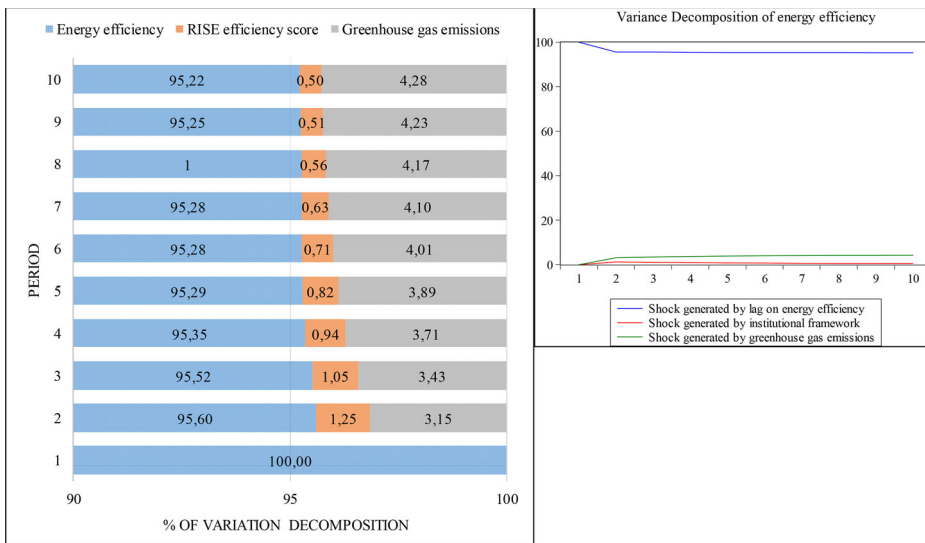 Energy efficiency RISE efficiency score Greenhouse gas emissions
PERIOD
10 95,22 0,50 4,28
9 95,25 0,51 4,23
8 1 0,56 4,17
7 95,28 0,63 4,10
6 95,28 0,71 4,01
5 95,29 0,82 3,89
4 95,35 0,94 3,71
3 95,52 1,05 3,43
2 95,60 1,25 3,15
1 100,00
90 95 100
% OF VARIATION DECOMPOSITION
Variance Decomposition of energy efficiency
100
80
60
40
20
0
1 2 3 4 5 6 7 8 9 10
Shock generated by lag on energy efficiency
Shock generated by institutional framework
Shock generated by greenhouse gas emissions